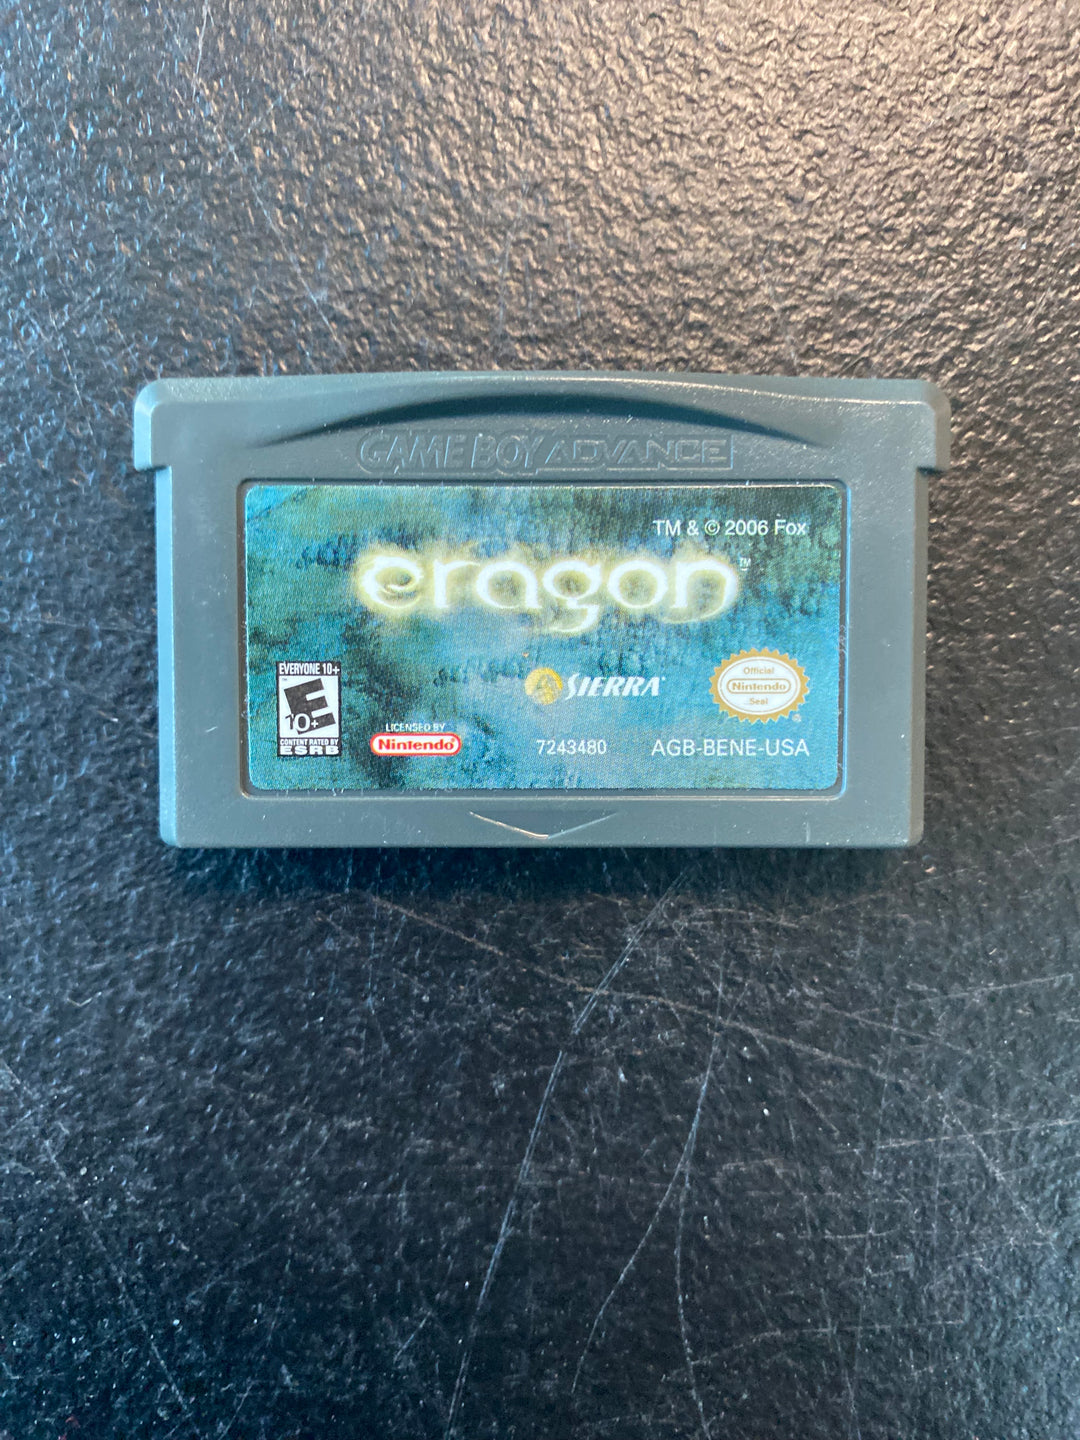 GAME BOY ADVANCE
TM & © 2006 Fox
eragon™
EVERYONE 10+
E
10+
CONTENT RATED BY
ESRB
SIERRA
Official
Nintendo
Seal
LICENSED BY
Nintendo
7243480
AGB-BENE-USA